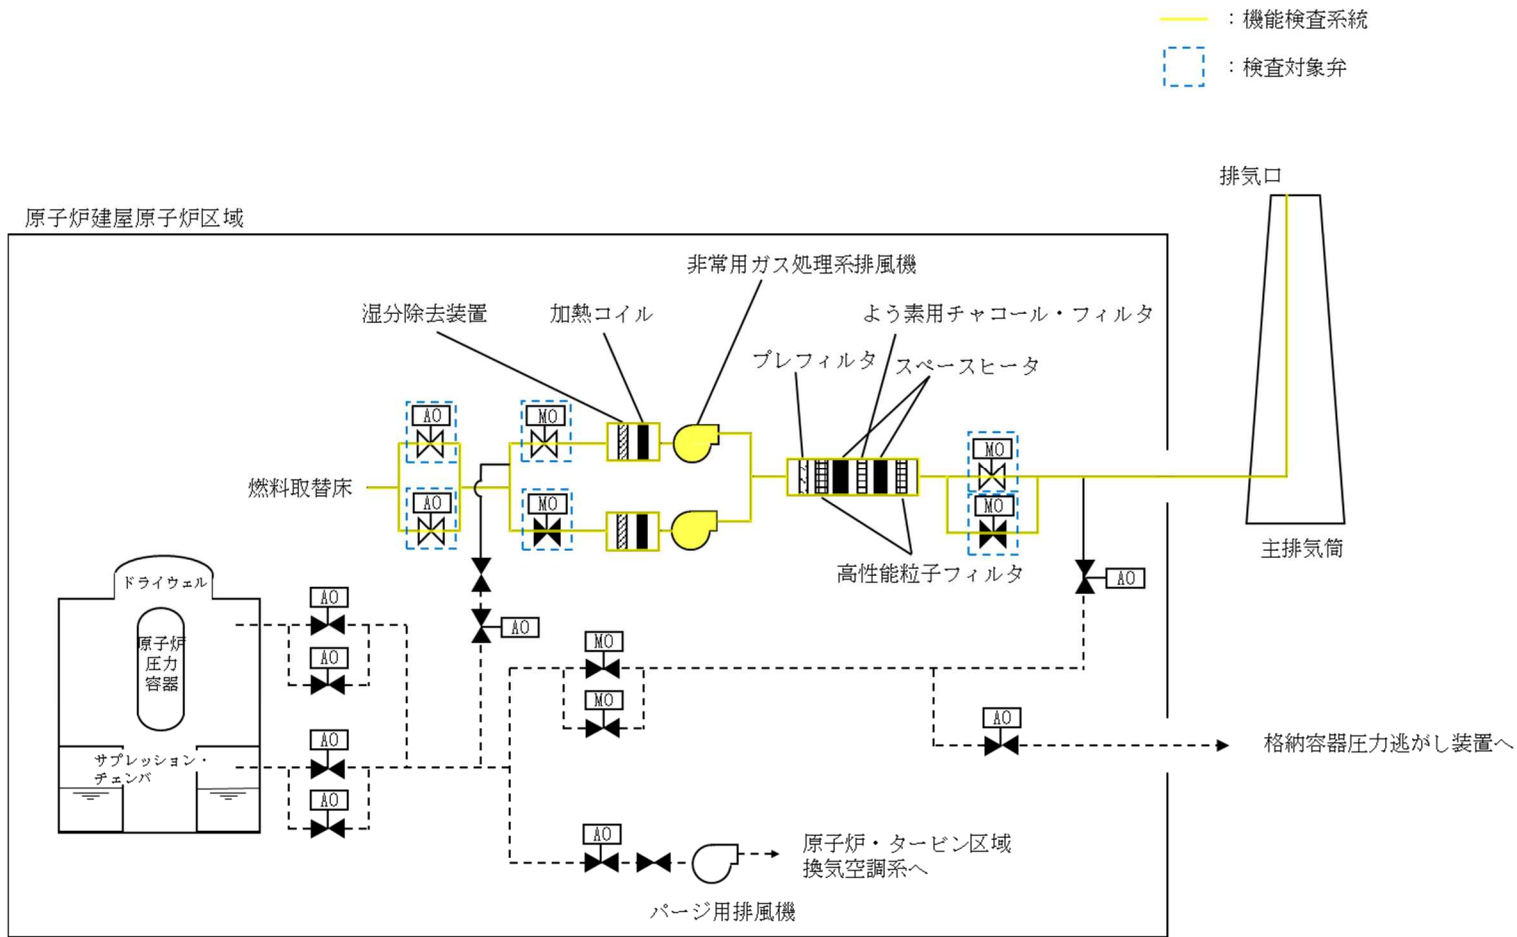 ：機能検査系統
：検査対象弁
排気口
原子炉建屋原子炉区域
非常用ガス処理系排風機
湿分除去装置
加熱コイル
よう素用チャコール・フィルタ
プレフィルタ
スペースヒータ
AO
MO
MO
燃料取替床
AO
MO
MO
主排気筒
高性能粒子フィルタ
ドライウェル
AO
AO
AO
原子炉
圧力
容器
AO
MO
MO
AO
格納容器圧力逃がし装置へ
サプレッション・
チェンバ
AO
AO
AO
原子炉・タービン区域
換気空調系へ
パージ用排風機